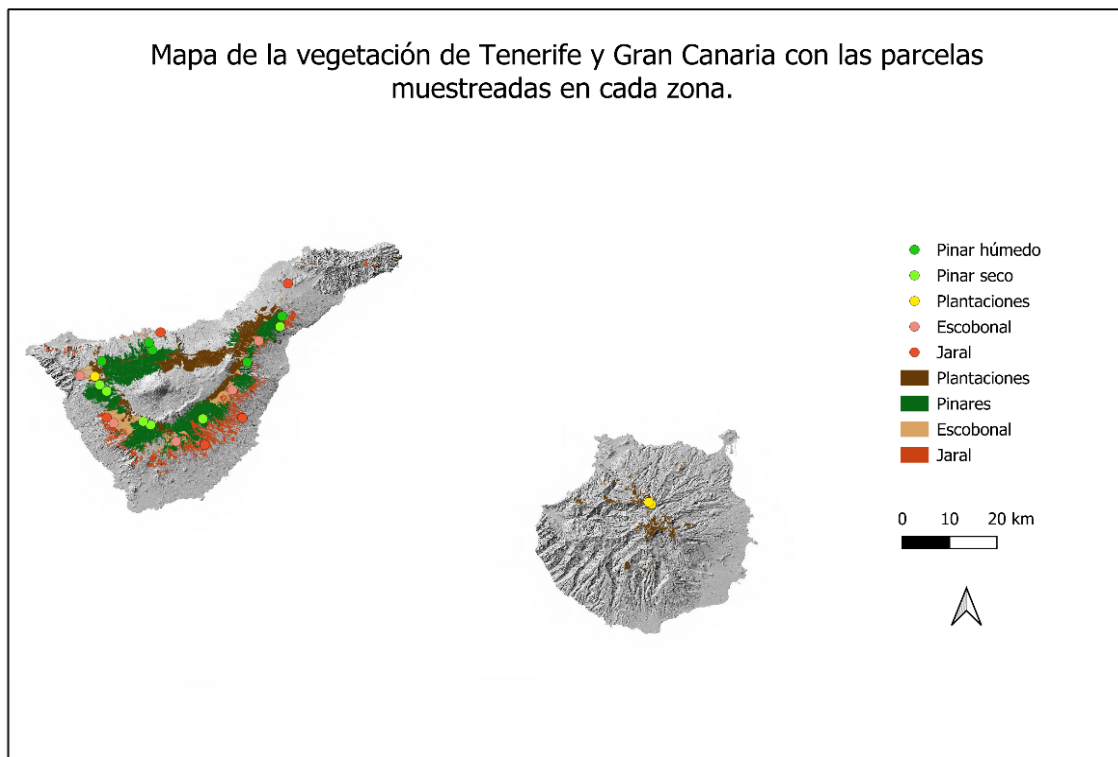 Mapa de la vegetación de Tenerife y Gran Canaria con las parcelas
muestreadas en cada zona.
Pinar húmedo
Pinar seco
Plantaciones
Escobonal
Jaral
Plantaciones
Pinares
Escobonal
Jaral
0 10 20 km